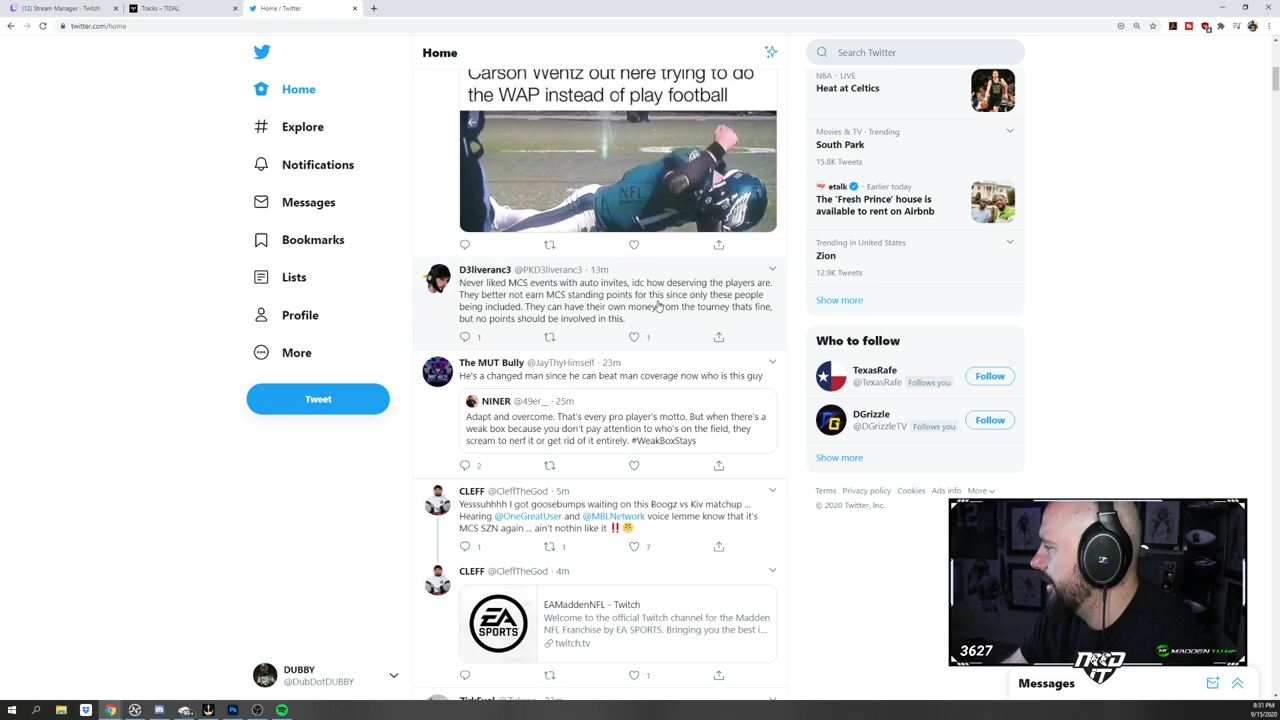 (12) Stream Manager - Twitch
Tracks – TIDAL
Home / Twitter
twitter.com/home
Home
Explore
Notifications
Messages
Bookmarks
Lists
Profile
More
Tweet
DUBBY
@DubDotDUBBY
Home
Carson Wentz out here trying to do
the WAP instead of play football
NFL
D3liveranc3 @PKD3liveranc3 · 13m
Never liked MCS events with auto invites, idc how deserving the players are.
They better not earn MCS standing points for this since only these people
being included. They can have their own money from the tourney thats fine,
but no points should be involved in this.
1
1
The MUT Bully @JayThyHimself · 23m
He's a changed man since he can beat man coverage now who is this guy
NINER @49er__ · 25m
Adapt and overcome. That's every pro player's motto. But when there's a
weak box because you don't pay attention to who's on the field, they
scream to nerf it or get rid of it entirely. #WeakBoxStays
2
CLEFF @CleffTheGod · 5m
Yesssuhhhh I got goosebumps waiting on this Boogz vs Kiv matchup ...
Hearing @OneGreatUser and @MBLNetwork voice lemme know that it's
MCS SZN again ... ain't nothin like it ‼️😤
1
1
7
CLEFF @CleffTheGod · 4m
EA
SPORTS
EAMaddenNFL - Twitch
Welcome to the official Twitch channel for the Madden
NFL Franchise by EA SPORTS. Bringing you the best i...
twitch.tv
1
Search Twitter
NBA · LIVE
Heat at Celtics
Movies & TV · Trending
South Park
15.8K Tweets
etalk · Earlier today
The 'Fresh Prince' house is
available to rent on Airbnb
Trending in United States
Zion
12.9K Tweets
Show more
Who to follow
TexasRafe
@TexasRafe Follows you
Follow
DGrizzle
@DGrizzleTV Follows you
Follow
Show more
Terms Privacy policy Cookies Ads info More
© 2020 Twitter, Inc.
3627
NEED IT
Messages
8:31 PM
9/15/2020